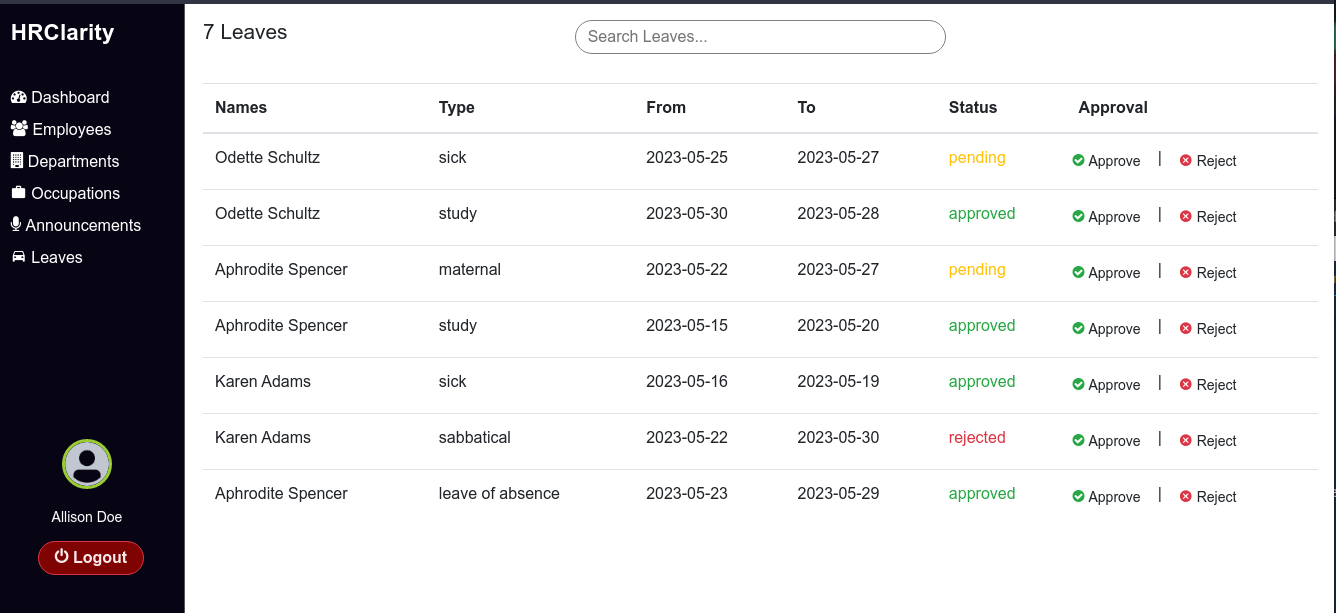 HRClarity
Dashboard
Employees
Departments
Occupations
Announcements
Leaves
Allison Doe
Logout
7 Leaves
Search Leaves...
Names Type From To Status Approval
Odette Schultz sick 2023-05-25 2023-05-27 pending Approve | Reject
Odette Schultz study 2023-05-30 2023-05-28 approved Approve | Reject
Aphrodite Spencer maternal 2023-05-22 2023-05-27 pending Approve | Reject
Aphrodite Spencer study 2023-05-15 2023-05-20 approved Approve | Reject
Karen Adams sick 2023-05-16 2023-05-19 approved Approve | Reject
Karen Adams sabbatical 2023-05-22 2023-05-30 rejected Approve | Reject
Aphrodite Spencer leave of absence 2023-05-23 2023-05-29 approved Approve | Reject